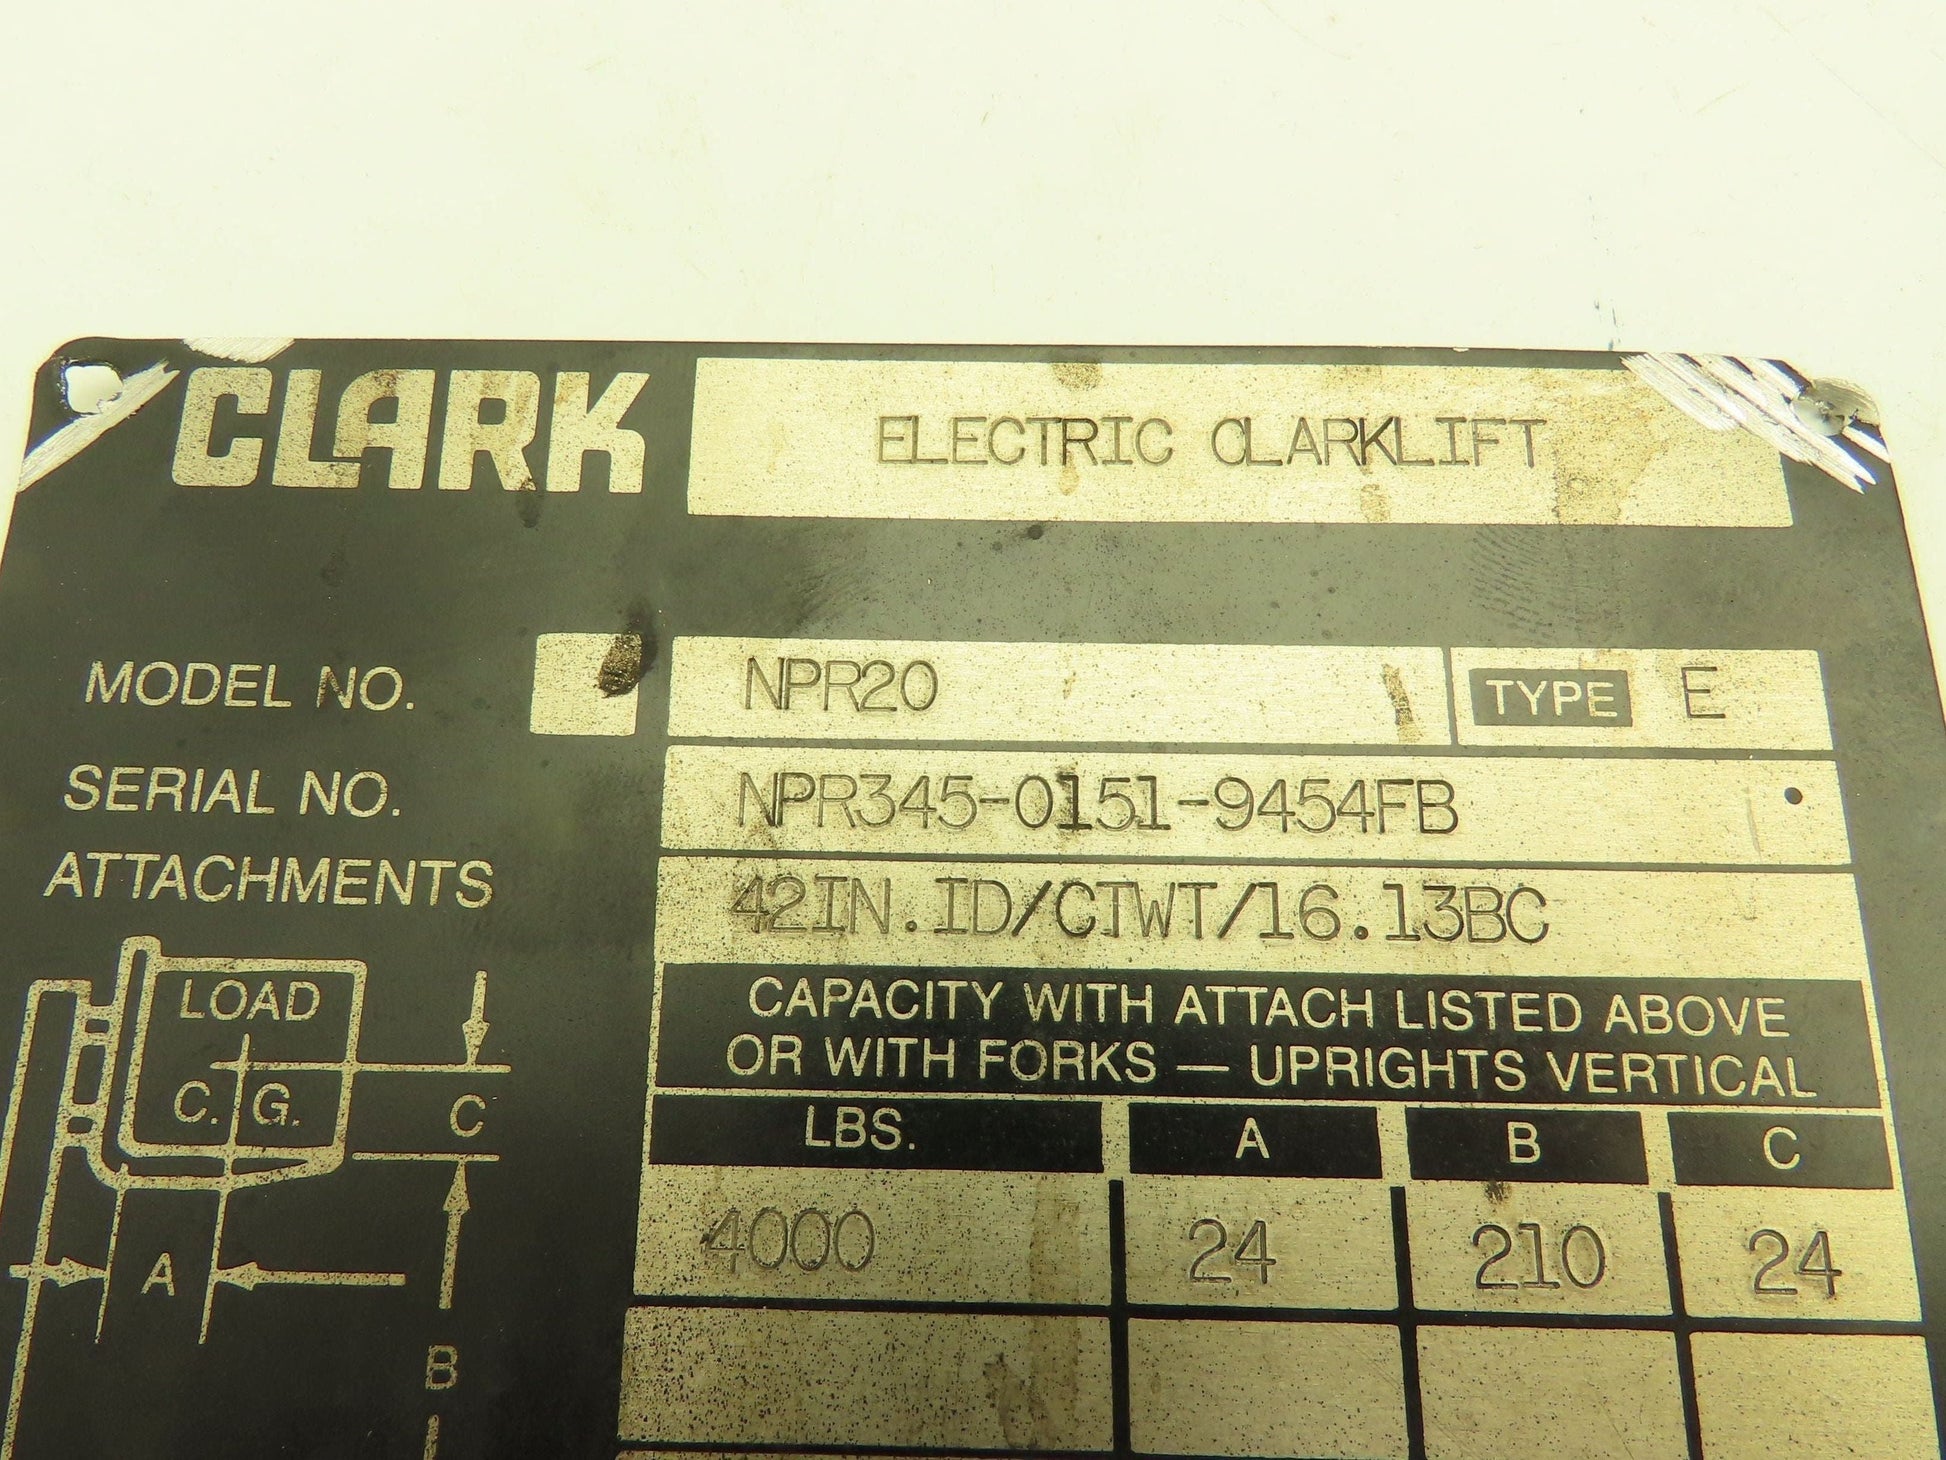 CLARK ELECTRIC CLARKLIFT
MODEL NO. NPR20 TYPE E
SERIAL NO. NPR345-0151-9454FB
ATTACHMENTS 42IN.ID/CTWT/16.13BC
CAPACITY WITH ATTACH LISTED ABOVE
OR WITH FORKS — UPRIGHTS VERTICAL
LBS. A B C
4000 24 210 24
LOAD
C. G.
C
A
B